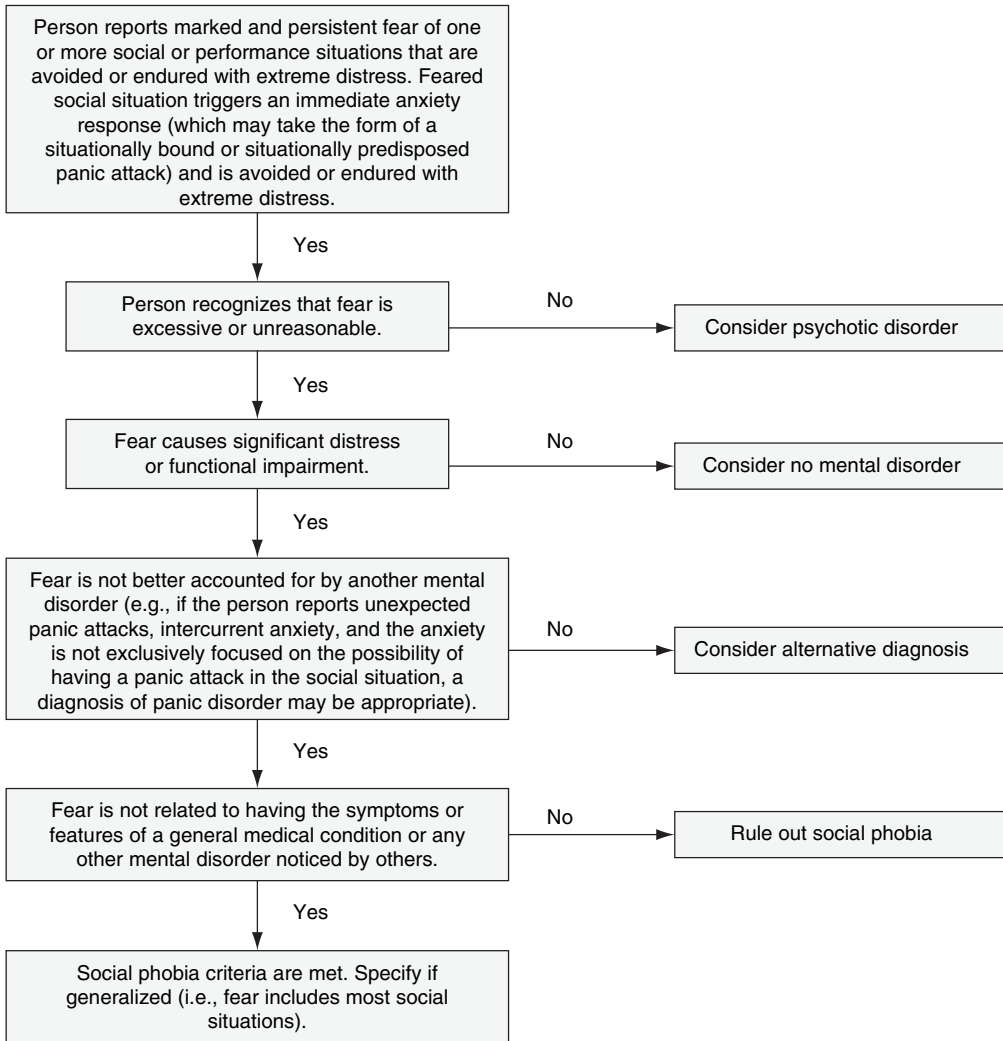 Person reports marked and persistent fear of one
or more social or performance situations that are
avoided or endured with extreme distress. Feared
social situation triggers an immediate anxiety
response (which may take the form of a
situationally bound or situationally predisposed
panic attack) and is avoided or endured with
extreme distress.
Yes
Person recognizes that fear is
excessive or unreasonable.
No
Consider psychotic disorder
Yes
Fear causes significant distress
or functional impairment.
No
Consider no mental disorder
Yes
Fear is not better accounted for by another mental
disorder (e.g., if the person reports unexpected
panic attacks, intercurrent anxiety, and the anxiety
is not exclusively focused on the possibility of
having a panic attack in the social situation, a
diagnosis of panic disorder may be appropriate).
No
Consider alternative diagnosis
Yes
Fear is not related to having the symptoms or
features of a general medical condition or any
other mental disorder noticed by others.
No
Rule out social phobia
Yes
Social phobia criteria are met. Specify if
generalized (i.e., fear includes most social
situations).